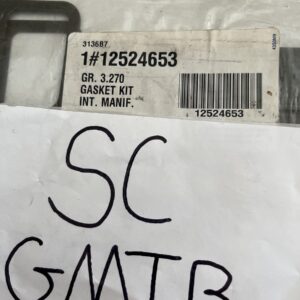 313687
1#12524653
GR. 3.270
GASKET KIT
INT. MANIF.
12524653
SC
GMTB